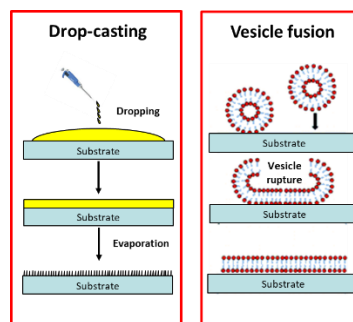 Drop-casting
Dropping
Substrate
Substrate
Evaporation
Substrate
Vesicle fusion
Substrate
Vesicle
rupture
Substrate
Substrate